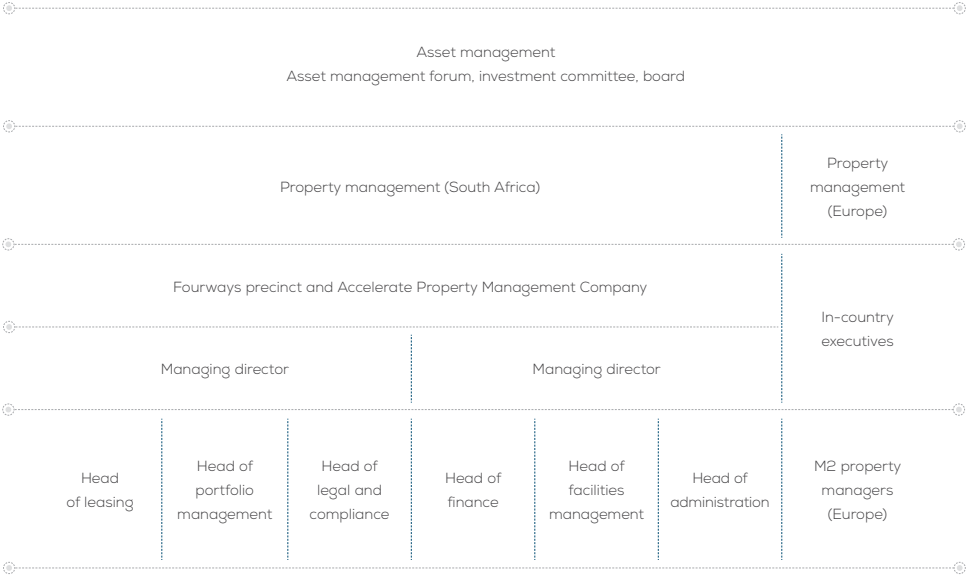 Asset management
Asset management forum, investment committee, board
Property management (South Africa)
Property
management
(Europe)
Fourways precinct and Accelerate Property Management Company
In-country
executives
Managing director
Managing director
Head
of leasing
Head of
portfolio
management
Head of
legal and
compliance
Head of
finance
Head of
facilities
management
Head of
administration
M2 property
managers
(Europe)